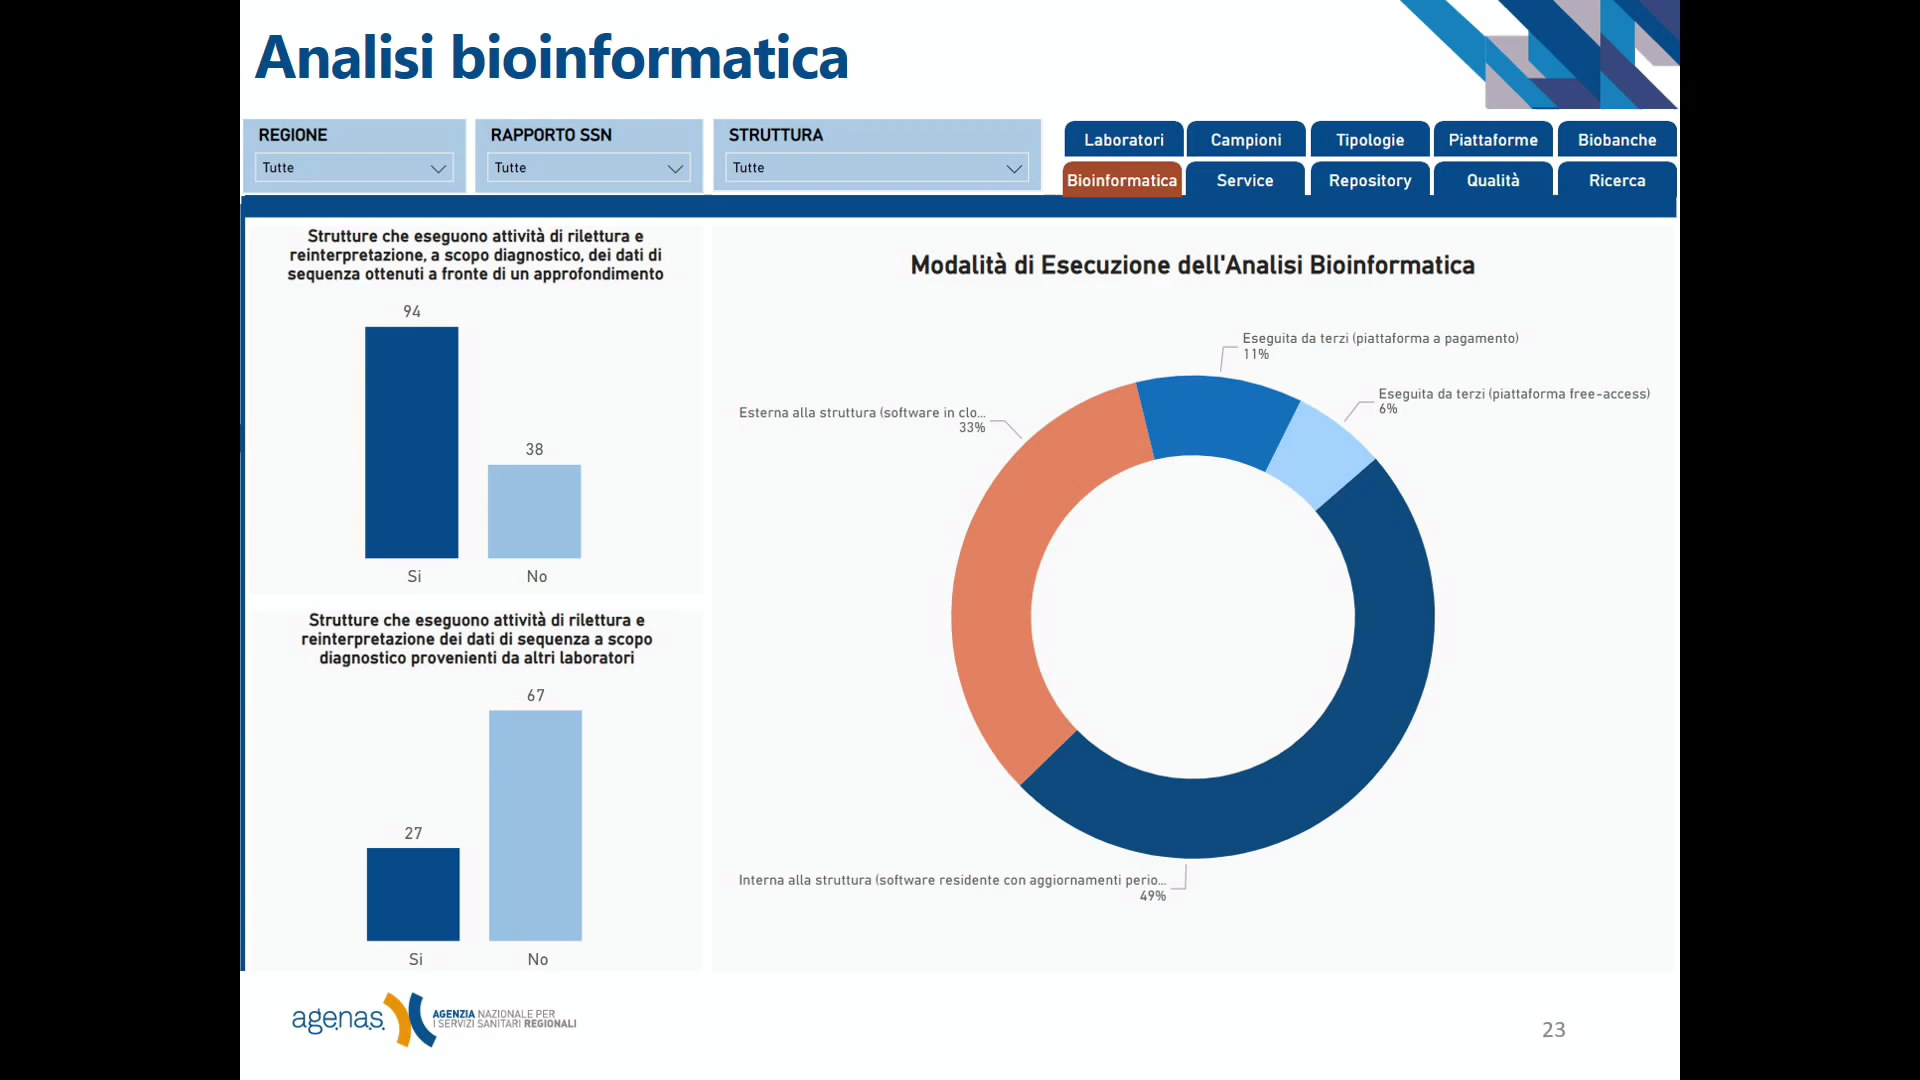 Analisi bioinformatica
REGIONE
Tutte
RAPPORTO SSN
Tutte
STRUTTURA
Tutte
Laboratori
Campioni
Tipologie
Piattaforme
Biobanche
Bioinformatica
Service
Repository
Qualità
Ricerca
Strutture che eseguono attività di rilettura e
reinterpretazione, a scopo diagnostico, dei dati di
sequenza ottenuti a fronte di un approfondimento
94
38
Si
No
Strutture che eseguono attività di rilettura e
reinterpretazione dei dati di sequenza a scopo
diagnostico provenienti da altri laboratori
67
27
Si
No
Modalità di Esecuzione dell'Analisi Bioinformatica
Eseguita da terzi (piattaforma a pagamento)
11%
Eseguita da terzi (piattaforma free-access)
6%
Esterna alla struttura (software in clo...
33%
Interna alla struttura (software residente con aggiornamenti perio...
49%
agenas.
AGENZIA NAZIONALE PER
I SERVIZI SANITARI REGIONALI
23